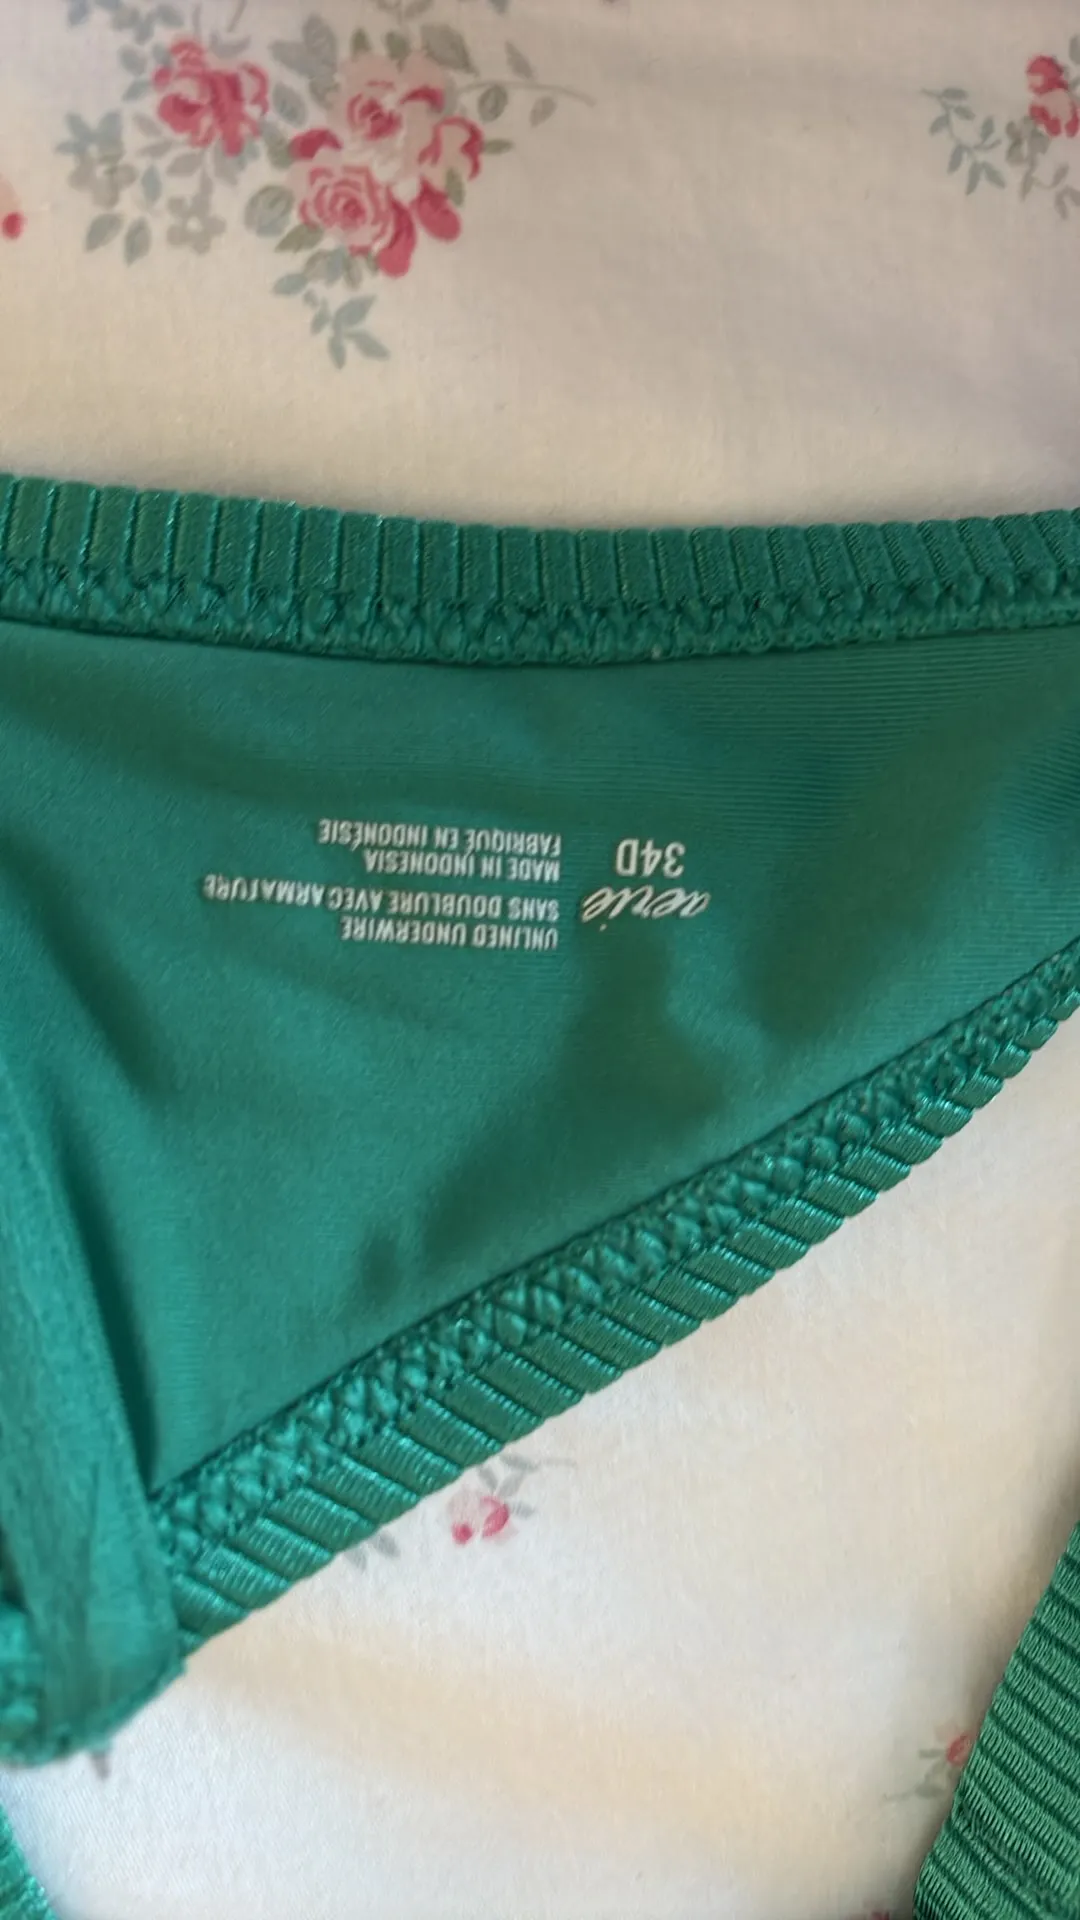 aerie
34D
UNLINED UNDERWIRE
SANS DOUBLURE AVEC ARMATURE
MADE IN INDONESIA
FABRIQUÉ EN INDONÉSIE